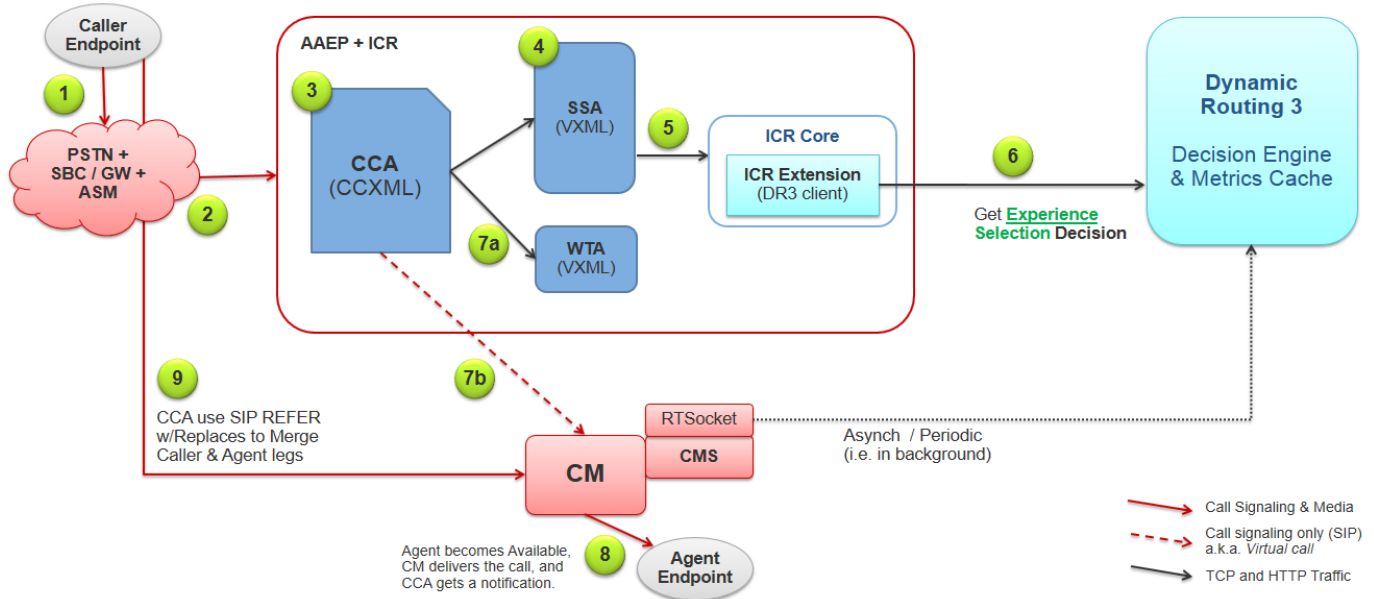 Caller
Endpoint
1
PSTN +
SBC / GW +
ASM
2
AAEP + ICR
3
CCA
(CCXML)
4
SSA
(VXML)
5
7a
WTA
(VXML)
ICR Core
ICR Extension
(DR3 client)
6
Get Experience
Selection Decision
Dynamic
Routing 3
Decision Engine
& Metrics Cache
9
CCA use SIP REFER
w/Replaces to Merge
Caller & Agent legs
7b
RTSocket
CMS
CM
Asynch / Periodic
(i.e. in background)
Agent becomes Available,
CM delivers the call, and
CCA gets a notification.
8
Agent
Endpoint
Call Signaling & Media
Call signaling only (SIP)
a.k.a. Virtual call
TCP and HTTP Traffic